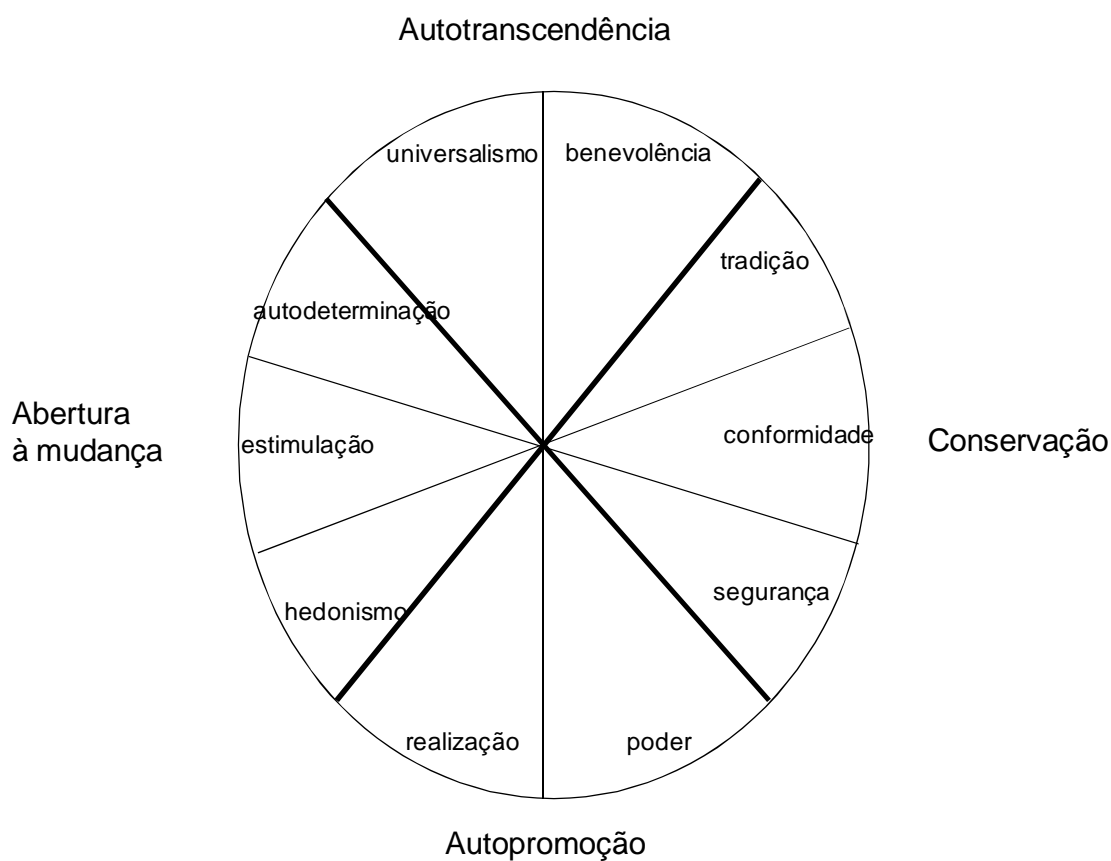 Autotranscendência
universalismo
benevolência
tradição
autodeterminação
Abertura
à mudança
estimulação
conformidade
Conservação
segurança
hedonismo
realização
poder
Autopromoção